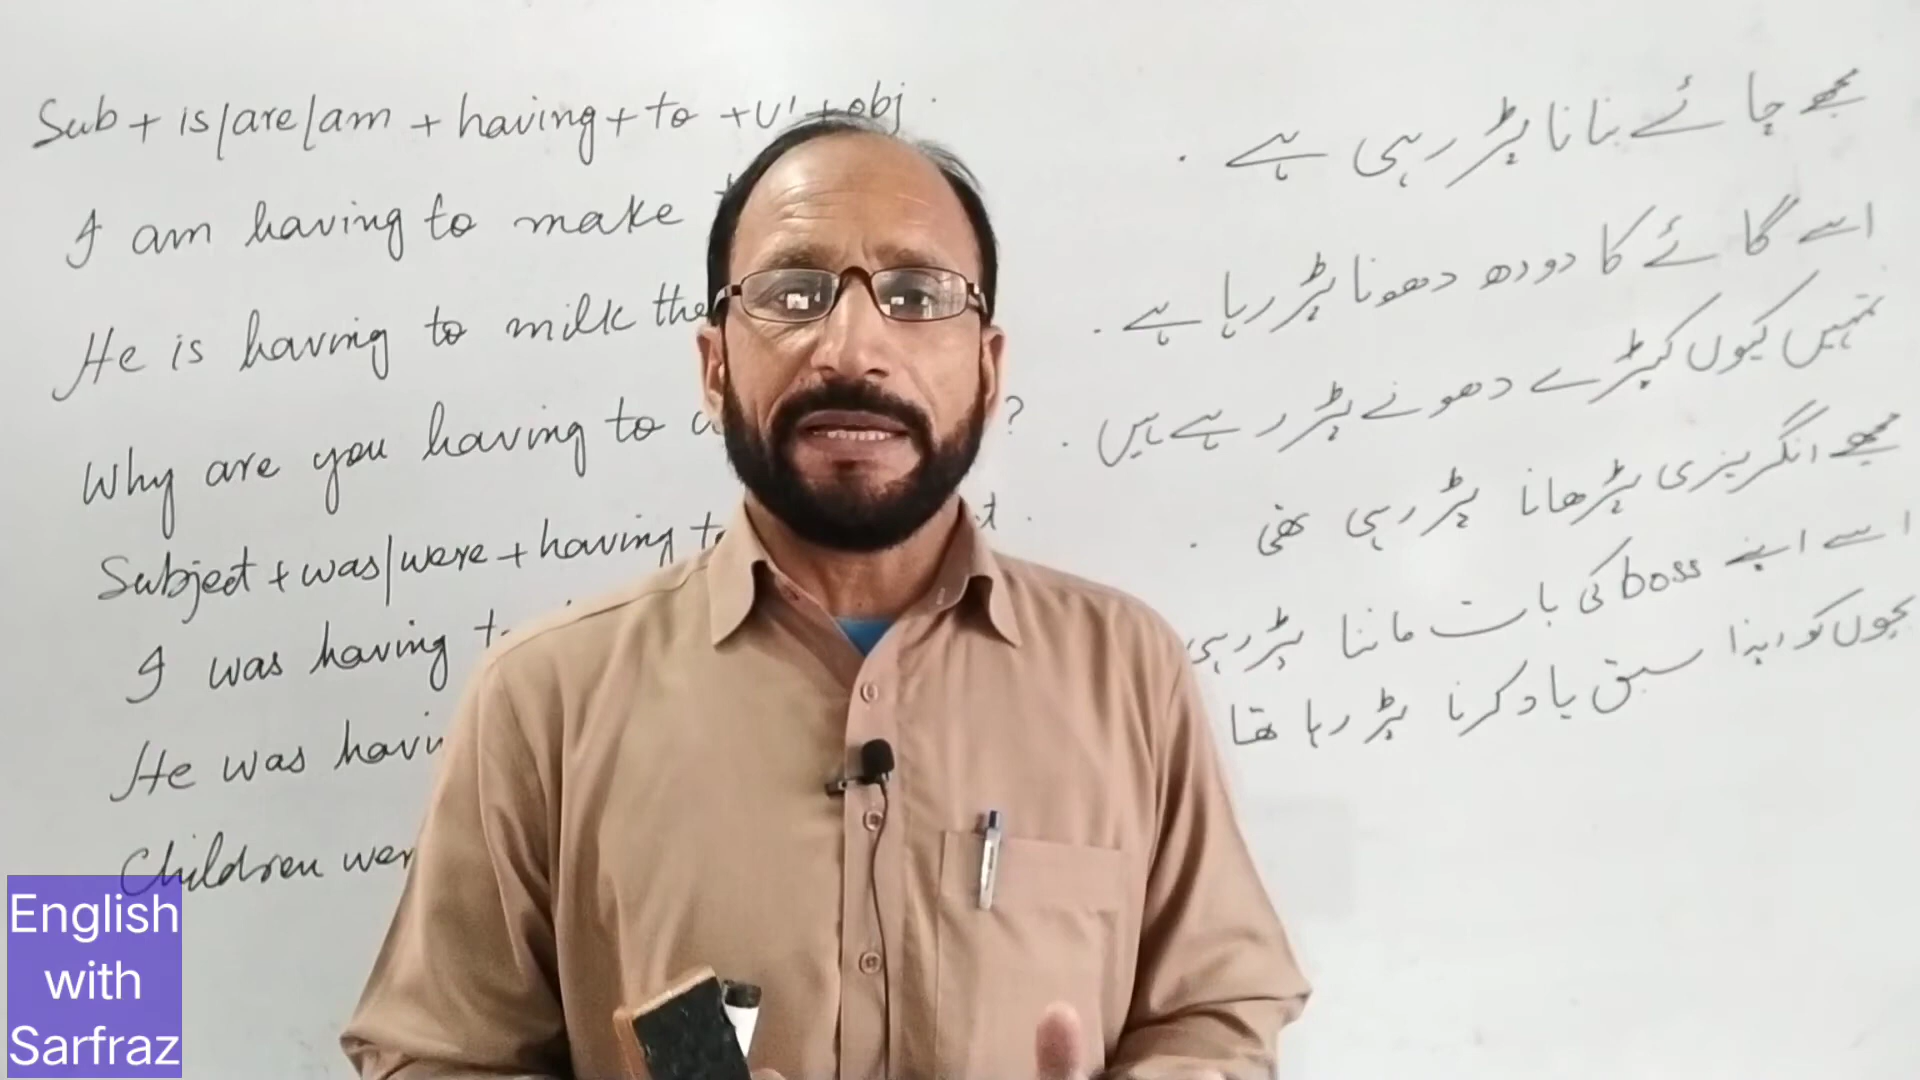 Sub + is/are/am + having + to + V¹ + obj.
I am having to make
He is having to milk the
Why are you having to ?
Subject + was/were + having
I was having
He was
Children
مجھے چائے بنانا پڑ رہی ہے .
اسے گائے کا دودھ دھونا پڑ رہا ہے .
تمہیں کیوں کپڑے دھونے پڑ رہے ہیں .
مجھے انگریزی پڑھانا پڑ رہی تھی .
اسے اپنے boss کی بات ماننا پڑ رہی
بچوں کو اپنا سبق یاد کرنا پڑ رہا تھا
English
with
Sarfraz